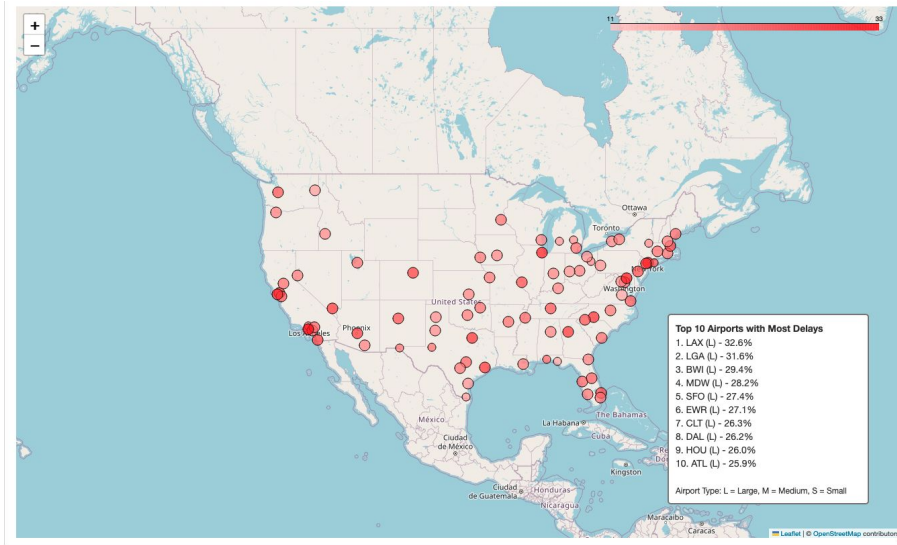 +
−
11 33
Ottawa
Toronto
New York
Washington
United States
Los Angeles
Phoenix
Top 10 Airports with Most Delays
1. LAX (L) - 32.6%
2. LGA (L) - 31.6%
3. BWI (L) - 29.4%
4. MDW (L) - 28.2%
5. SFO (L) - 27.4%
6. EWR (L) - 27.1%
7. CLT (L) - 26.3%
8. DAL (L) - 26.2%
9. HOU (L) - 26.0%
10. ATL (L) - 25.9%
Airport Type: L = Large, M = Medium, S = Small
México
The Bahamas
La Habana
Cuba
Ciudad
de México
Kingston
Ciudad
de Guatemala
Honduras
Nicaragua
Maracaibo
Caracas
Leaflet | © OpenStreetMap contributors